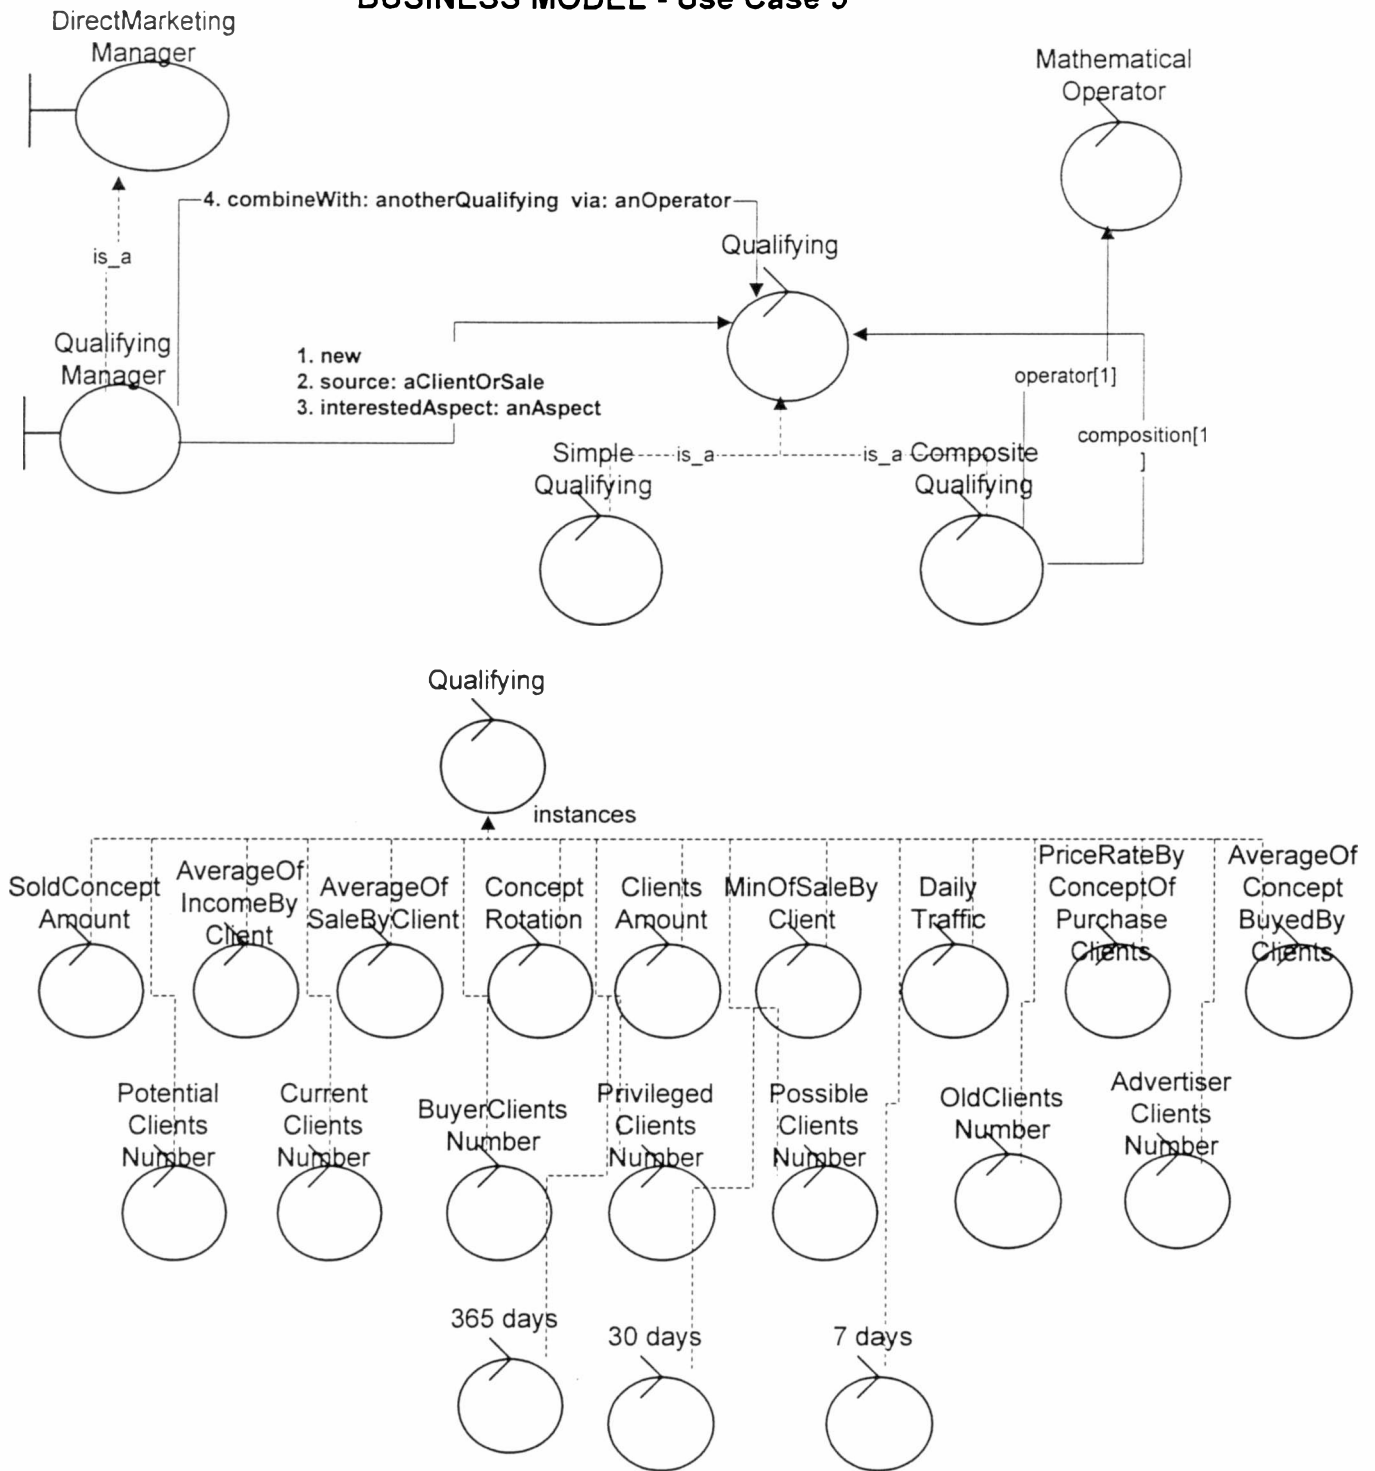 BUSINESS MODEL - Use Case 9
DirectMarketing
Manager
Mathematical
Operator
4. combineWith: anotherQualifying via: anOperator
Qualifying
is_a
Qualifying
Manager
1. new
2. source: aClientOrSale
3. interestedAspect: anAspect
operator[1]
composition[1
]
Simple
Qualifying
is_a
is_a
Composite
Qualifying
Qualifying
instances
SoldConcept
Amount
AverageOf
IncomeBy
Client
AverageOf
SaleByClient
Concept
Rotation
Clients
Amount
MinOfSaleBy
Client
Daily
Traffic
PriceRateBy
ConceptOf
Purchase
Clients
AverageOf
Concept
BuyedBy
Clients
Potential
Clients
Number
Current
Clients
Number
BuyerClients
Number
Privileged
Clients
Number
Possible
Clients
Number
OldClients
Number
Advertiser
Clients
Number
365 days
30 days
7 days